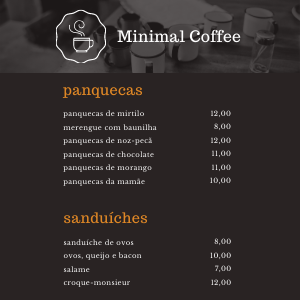 Minimal Coffee
panquecas
panquecas de mirtilo 12,00
merengue com baunilha 8,00
panquecas de noz-pecã 12,00
panquecas de chocolate 11,00
panquecas de morango 11,00
panquecas da mamãe 10,00
sanduíches
sanduíche de ovos 8,00
ovos, queijo e bacon 10,00
salame 7,00
croque-monsieur 12,00